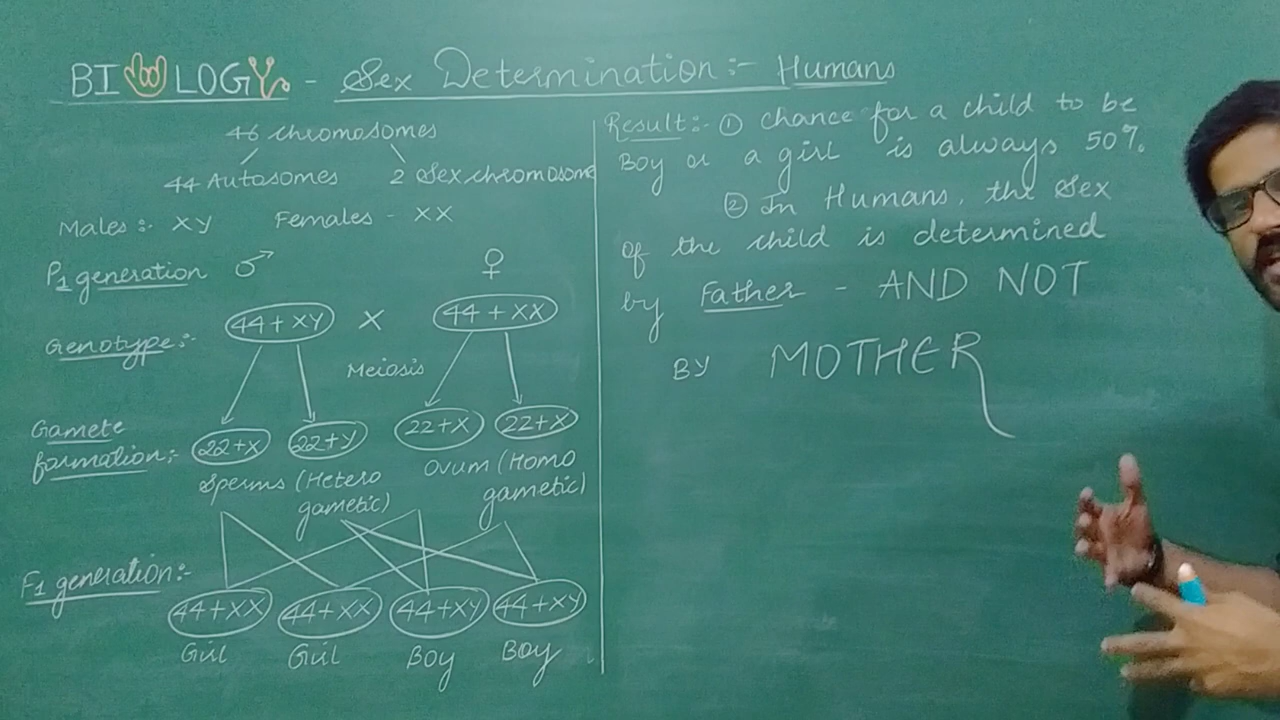 BIOLOGY - Sex Determination:- Humans
46 chromosomes
44 Autosomes 2 Sex chromosome
Males:- XY Females - XX
P1 generation ♂ ♀
Genotype:- 44+XY X 44+XX
Meiosis
Gamete formation:- 22+X 22+Y 22+X 22+X
Sperms (Hetero gametic) Ovum (Homo gametic)
F1 generation:-
44+XX 44+XX 44+XY 44+XY
Girl Girl Boy Boy
Result:- ① chance for a child to be
Boy or a girl is always 50%.
② In Humans, the Sex
of the child is determined
by Father - AND NOT
BY MOTHER